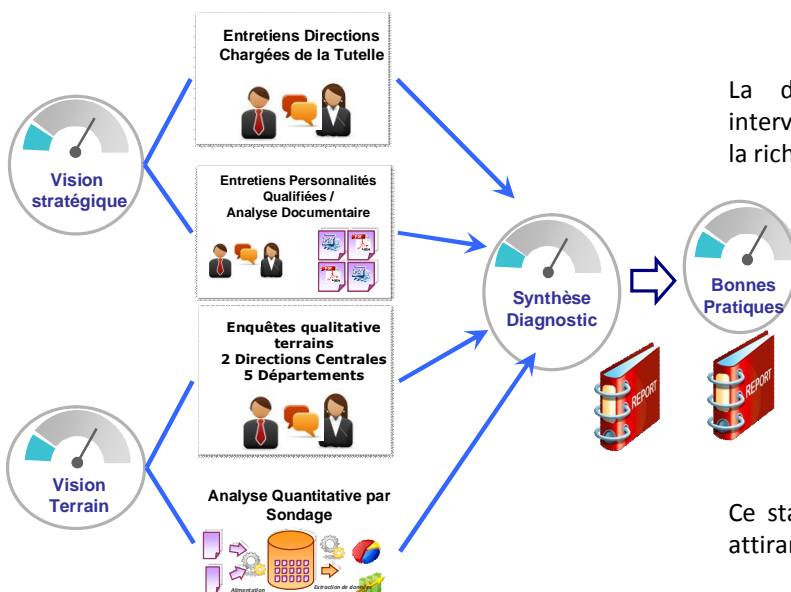 Entretiens Directions
Chargées de la Tutelle
Vision
stratégique
Entretiens Personnalités
Qualifiées /
Analyse Documentaire
Enquêtes qualitative
terrains
2 Directions Centrales
5 Départements
Vision
Terrain
Analyse Quantitative par
Sondage
Alimentation
Extraction de données
Synthèse
Diagnostic
Bonnes
Pratiques
REPORT
REPORT
La d
interv
la rich
Ce sta
attiran